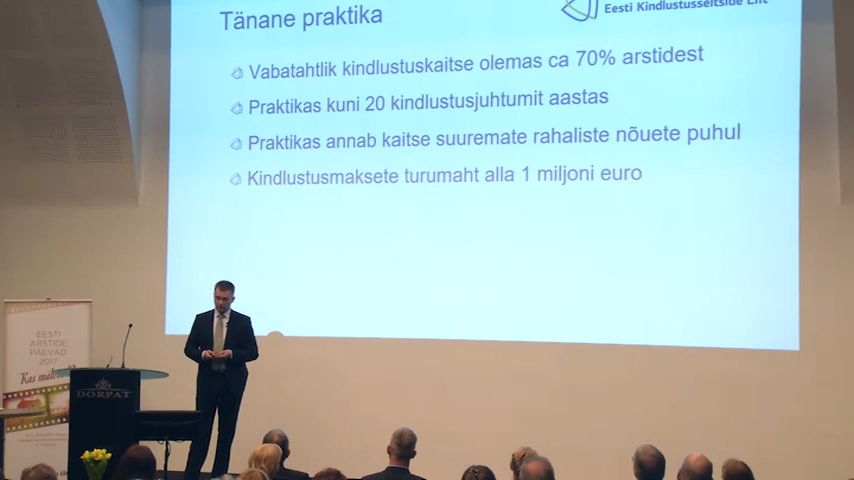 Tänane praktika
Eesti Kindlustusseltside Liit
Vabatahtlik kindlustuskaitse olemas ca 70% arstidest
Praktikas kuni 20 kindlustusjuhtumit aastas
Praktikas annab kaitse suuremate rahaliste nõuete puhul
Kindlustusmaksete turumaht alla 1 miljoni euro
EESTI
ARSTIDE
PÄEVAD
2017
Kas
DORPAT